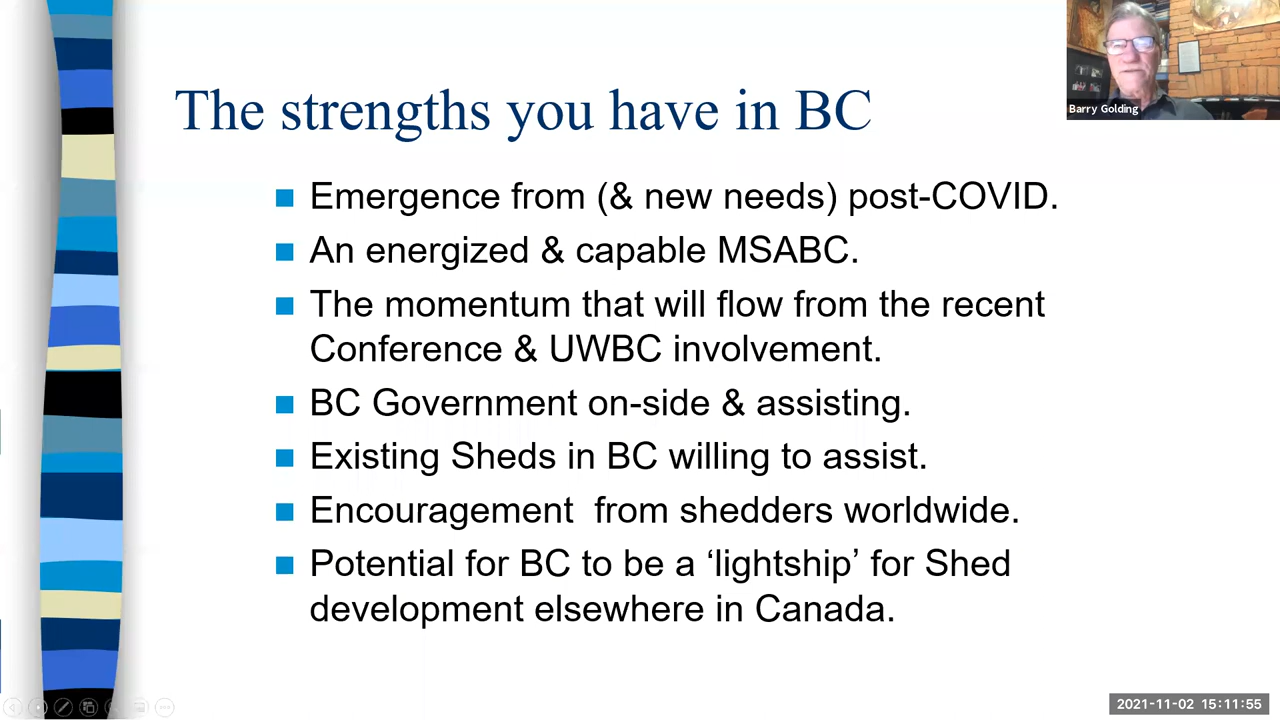 The strengths you have in BC
Barry Golding
Emergence from (& new needs) post-COVID.
An energized & capable MSABC.
The momentum that will flow from the recent
Conference & UWBC involvement.
BC Government on-side & assisting.
Existing Sheds in BC willing to assist.
Encouragement  from shedders worldwide.
Potential for BC to be a ‘lightship’ for Shed
development elsewhere in Canada.
2021-11-02 15:11:55